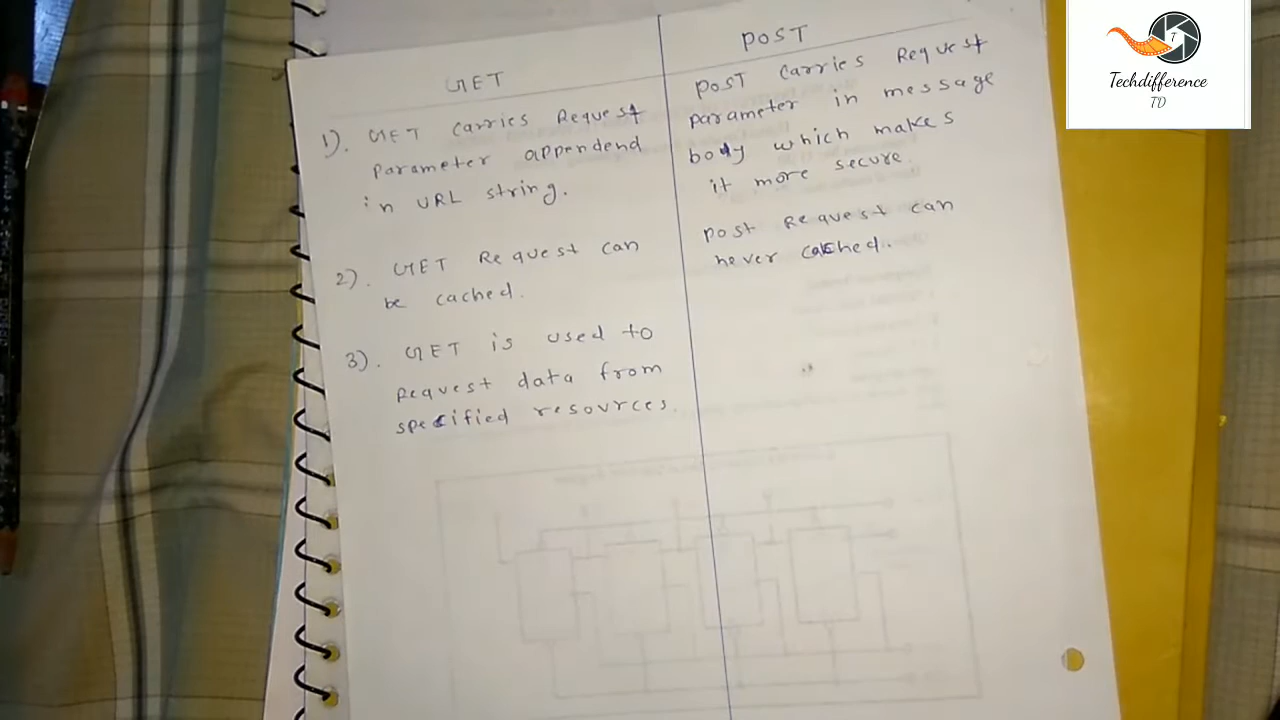 GET
1). GET carries Request
parameter appendend
in URL string.
2). GET Request can
be cached.
3). GET is used to
Request data from
specified resources.
POST
POST carries Request
parameter in message
body which makes
it more secure.
post Request can
never cached.
T
Techdifference
TD